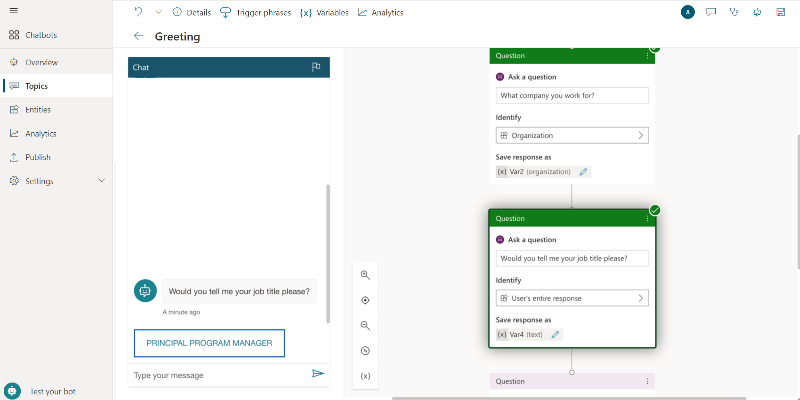 Details
Trigger phrases
{x} Variables
Analytics
A
Chatbots
Greeting
Overview
Topics
Entities
Analytics
Publish
Settings
Test your bot
Chat
Would you tell me your job title please?
A minute ago
PRINCIPAL PROGRAM MANAGER
Type your message
{x}
Question
Ask a question
What company you work for?
Identify
Organization
Save response as
{x} Var2 (organization)
Question
Ask a question
Would you tell me your job title please?
Identify
User's entire response
Save response as
{x} Var4 (text)
Question